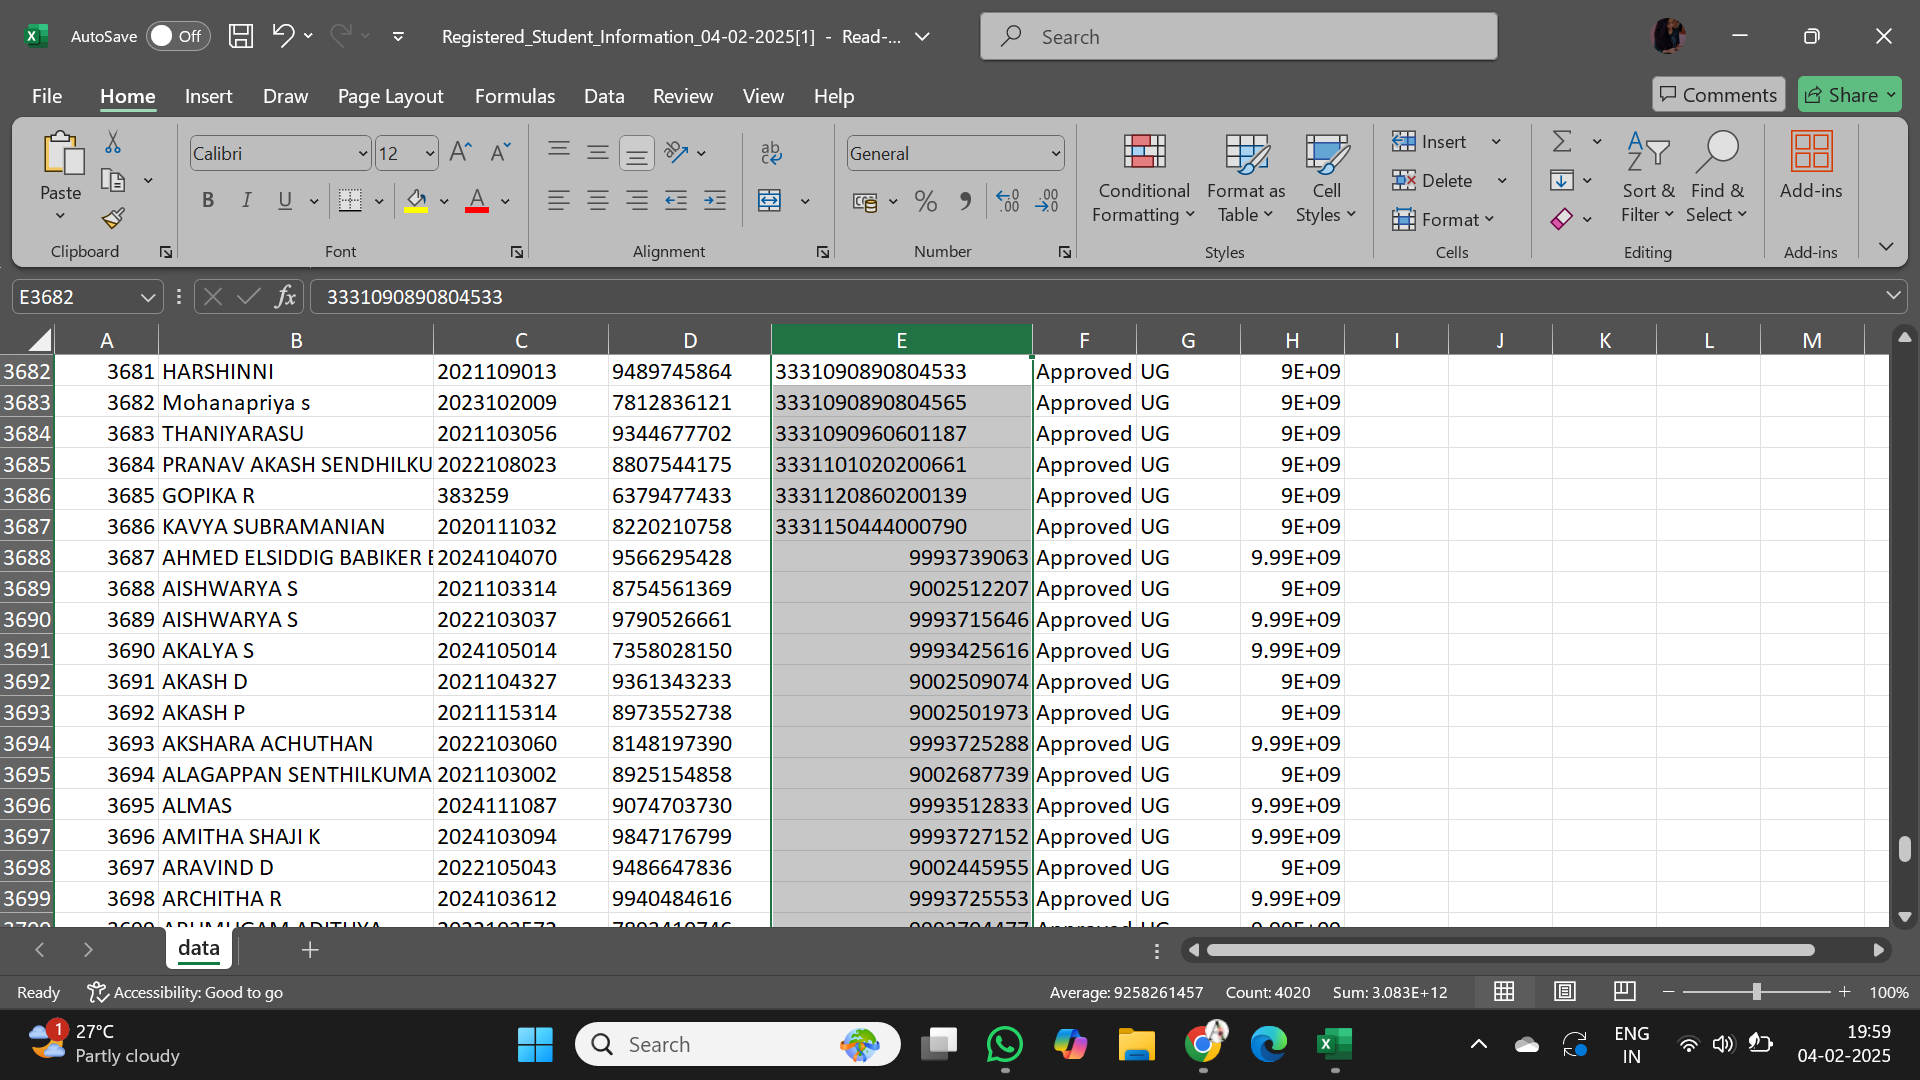 AutoSave Off Registered_Student_Information_04-02-2025[1] - Read-... Search
File Home Insert Draw Page Layout Formulas Data Review View Help Comments Share
Paste Calibri 12 General Conditional Formatting Format as Table Cell Styles Insert Delete Format Sort & Filter Find & Select Add-ins
Clipboard Font Alignment Number Styles Cells Editing Add-ins
E3682 fx 3331090890804533
A B C D E F G H I J K L M
3682 3681 HARSHINNI 2021109013 9489745864 3331090890804533 Approved UG 9E+09
3683 3682 Mohanapriya s 2023102009 7812836121 3331090890804565 Approved UG 9E+09
3684 3683 THANIYARASU 2021103056 9344677702 3331090960601187 Approved UG 9E+09
3685 3684 PRANAV AKASH SENDHILKU 2022108023 8807544175 3331101020200661 Approved UG 9E+09
3686 3685 GOPIKA R 383259 6379477433 3331120860200139 Approved UG 9E+09
3687 3686 KAVYA SUBRAMANIAN 2020111032 8220210758 3331150444000790 Approved UG 9E+09
3688 3687 AHMED ELSIDDIG BABIKER E 2024104070 9566295428 9993739063 Approved UG 9.99E+09
3689 3688 AISHWARYA S 2021103314 8754561369 9002512207 Approved UG 9E+09
3690 3689 AISHWARYA S 2022103037 9790526661 9993715646 Approved UG 9.99E+09
3691 3690 AKALYA S 2024105014 7358028150 9993425616 Approved UG 9.99E+09
3692 3691 AKASH D 2021104327 9361343233 9002509074 Approved UG 9E+09
3693 3692 AKASH P 2021115314 8973552738 9002501973 Approved UG 9E+09
3694 3693 AKSHARA ACHUTHAN 2022103060 8148197390 9993725288 Approved UG 9.99E+09
3695 3694 ALAGAPPAN SENTHILKUMA 2021103002 8925154858 9002687739 Approved UG 9E+09
3696 3695 ALMAS 2024111087 9074703730 9993512833 Approved UG 9.99E+09
3697 3696 AMITHA SHAJI K 2024103094 9847176799 9993727152 Approved UG 9.99E+09
3698 3697 ARAVIND D 2022105043 9486647836 9002445955 Approved UG 9E+09
3699 3698 ARCHITHA R 2024103612 9940484616 9993725553 Approved UG 9.99E+09
data
Ready Accessibility: Good to go Average: 9258261457 Count: 4020 Sum: 3.083E+12 100%
1 27°C Search ENG 19:59
Partly cloudy IN 04-02-2025